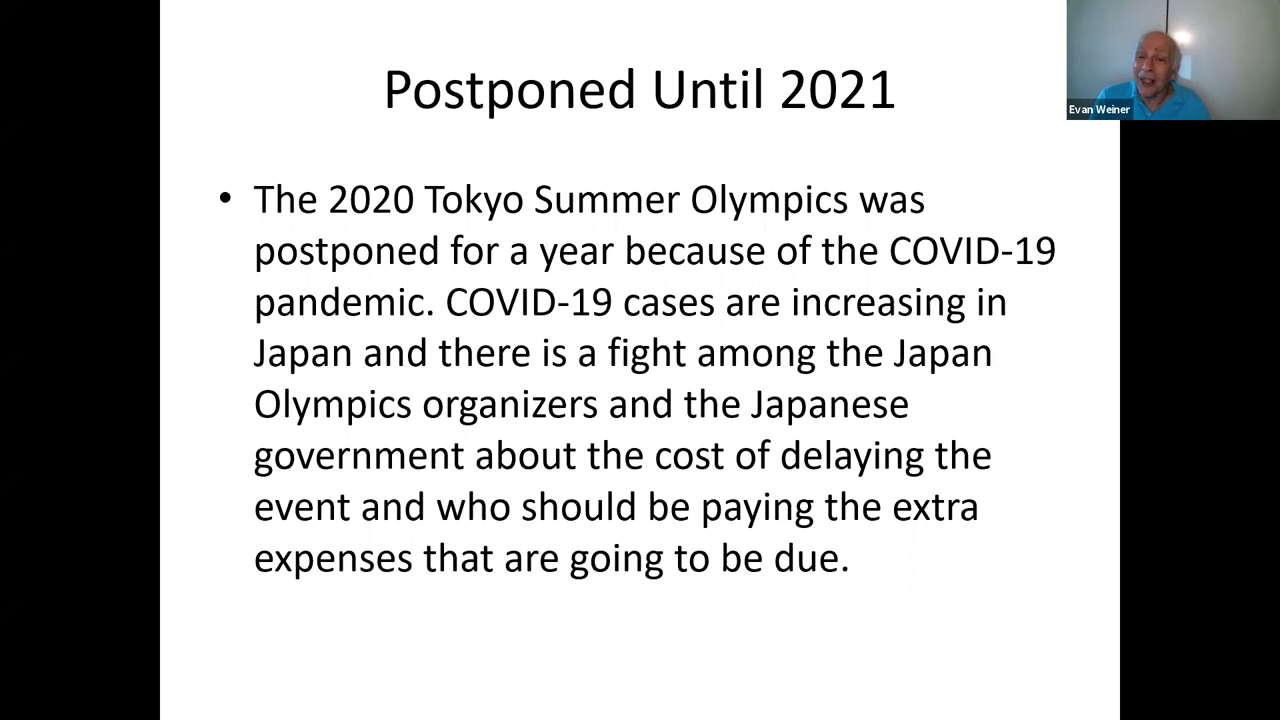 Postponed Until 2021
Evan Weiner
• The 2020 Tokyo Summer Olympics was
postponed for a year because of the COVID-19
pandemic. COVID-19 cases are increasing in
Japan and there is a fight among the Japan
Olympics organizers and the Japanese
government about the cost of delaying the
event and who should be paying the extra
expenses that are going to be due.